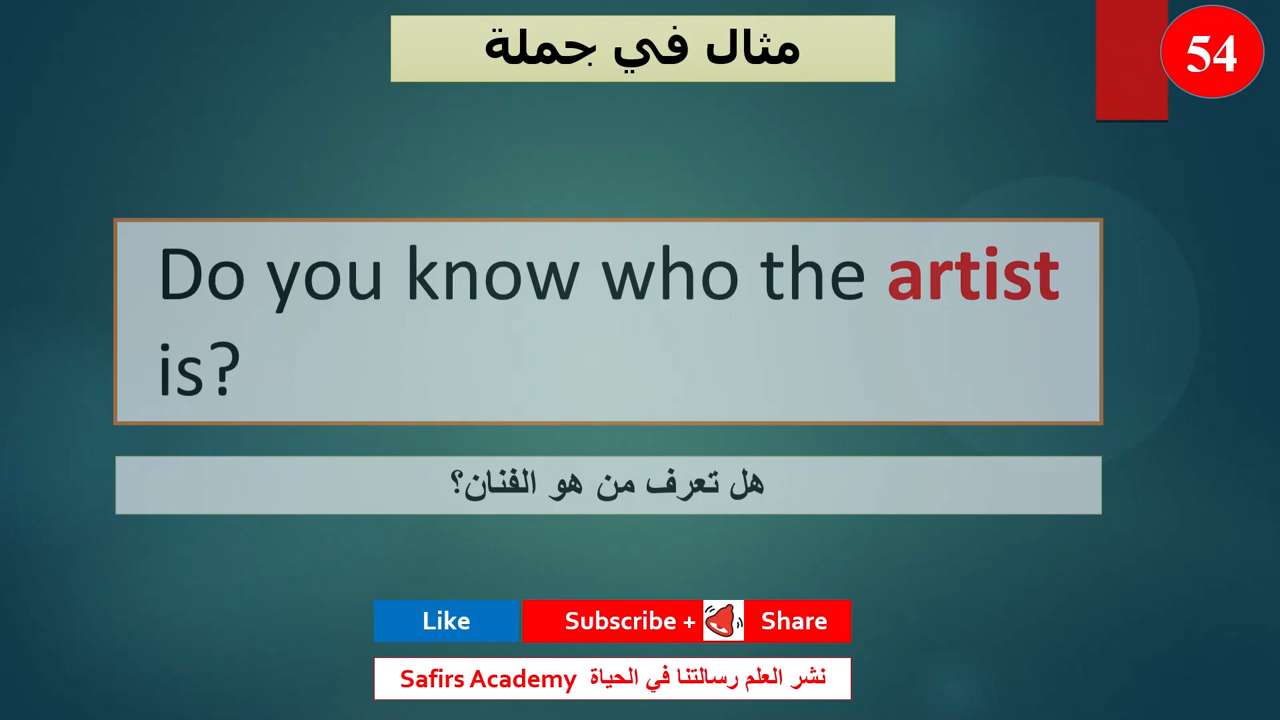 مثال في جملة
54
Do you know who the artist
is?
هل تعرف من هو الفنان؟
Like Subscribe + Share
Safirs Academy نشر العلم رسالتنا في الحياة